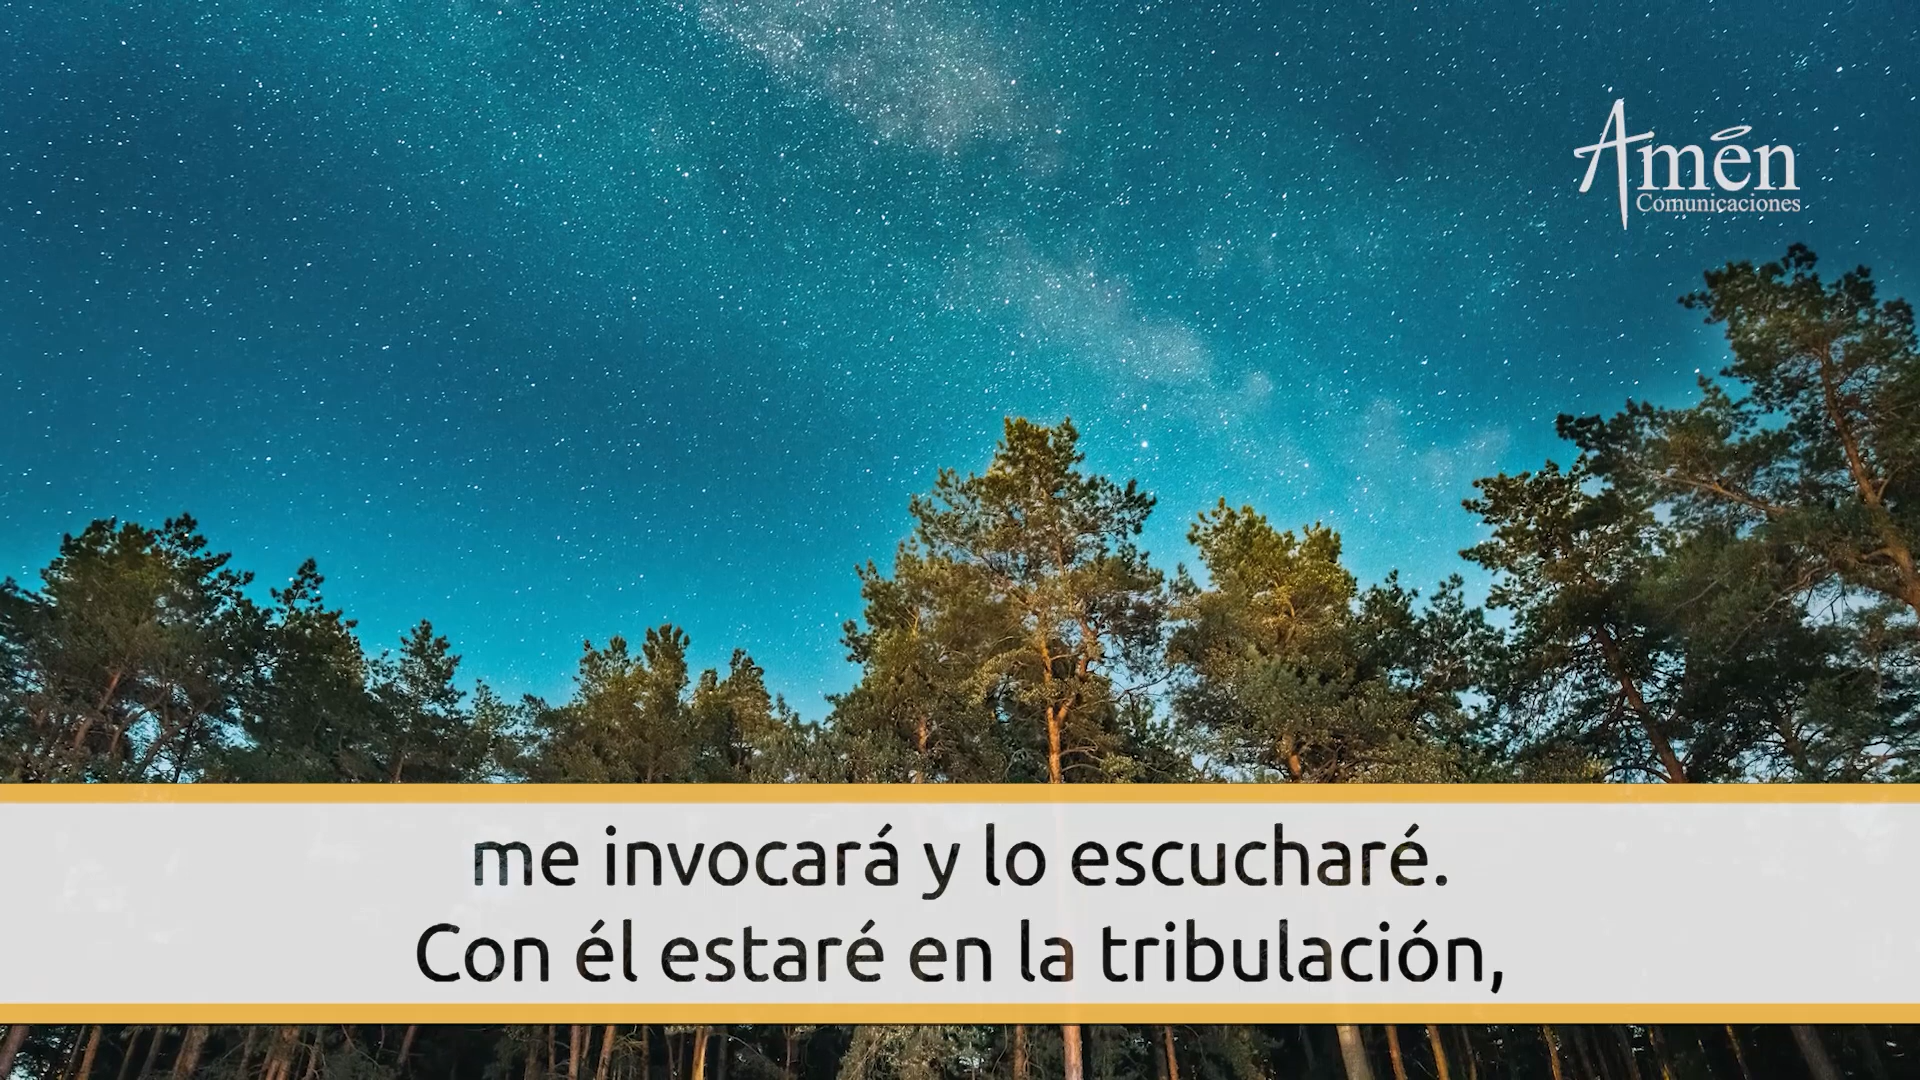 Amén
Comunicaciones
me invocará y lo escucharé.
Con él estaré en la tribulación,